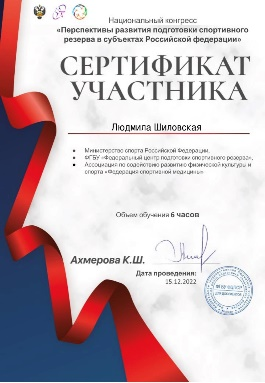 Национальный конгресс
«Перспективы развития подготовки спортивного
резерва в субъектах Российской федерации»
СЕРТИФИКАТ
УЧАСТНИКА
Людмила Шиловская
Министерство спорта Российской Федерации,
ФГБУ «Федеральный центр подготовки спортивного резерва»,
Ассоциация по содействию развитию физической культуры и
спорта «Федерация спортивной медицины»
Объем обучения 6 часов
Ахмерова К.Ш.
Дата проведения:
15.12.2022